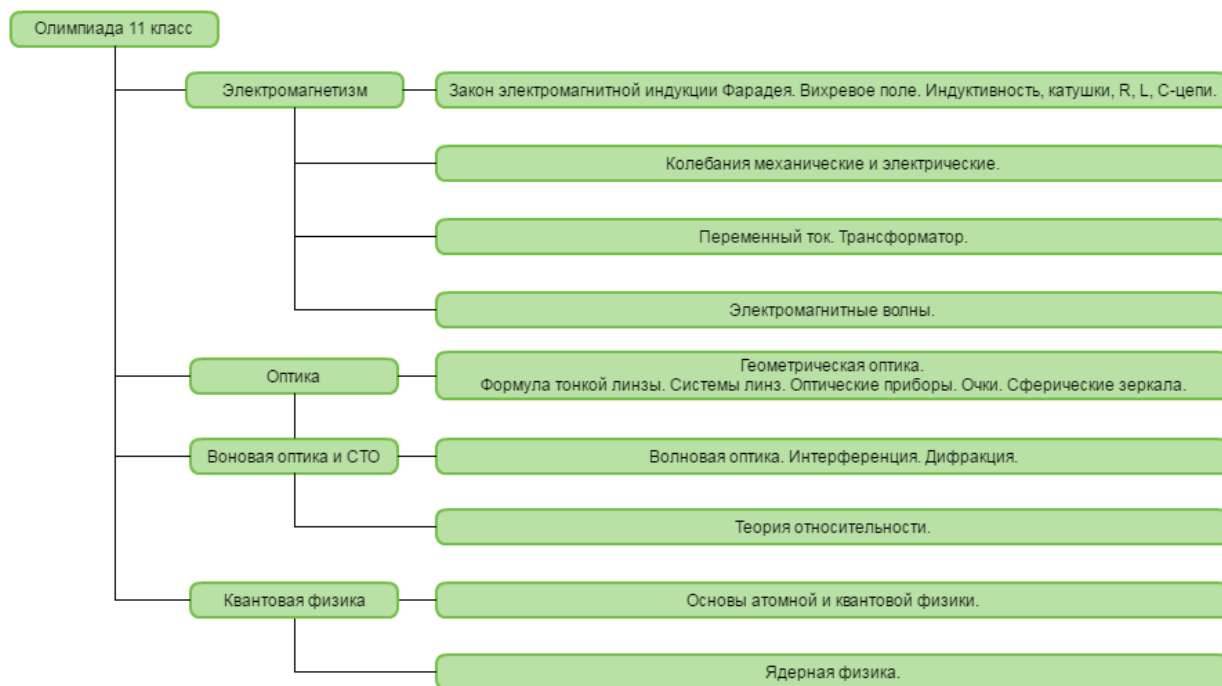 Олимпиада 11 класс
Электромагнетизм
Закон электромагнитной индукции Фарадея. Вихревое поле. Индуктивность, катушки, R, L, C-цепи.
Колебания механические и электрические.
Переменный ток. Трансформатор.
Электромагнитные волны.
Оптика
Геометрическая оптика.
Формула тонкой линзы. Системы линз. Оптические приборы. Очки. Сферические зеркала.
Воновая оптика и СТО
Волновая оптика. Интерференция. Дифракция.
Теория относительности.
Квантовая физика
Основы атомной и квантовой физики.
Ядерная физика.